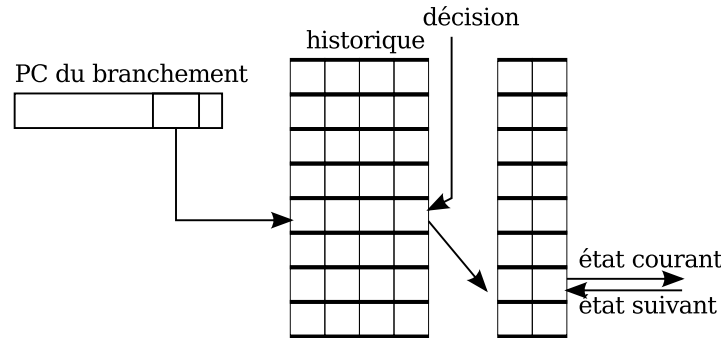 décision
historique
PC du branchement
état courant
état suivant